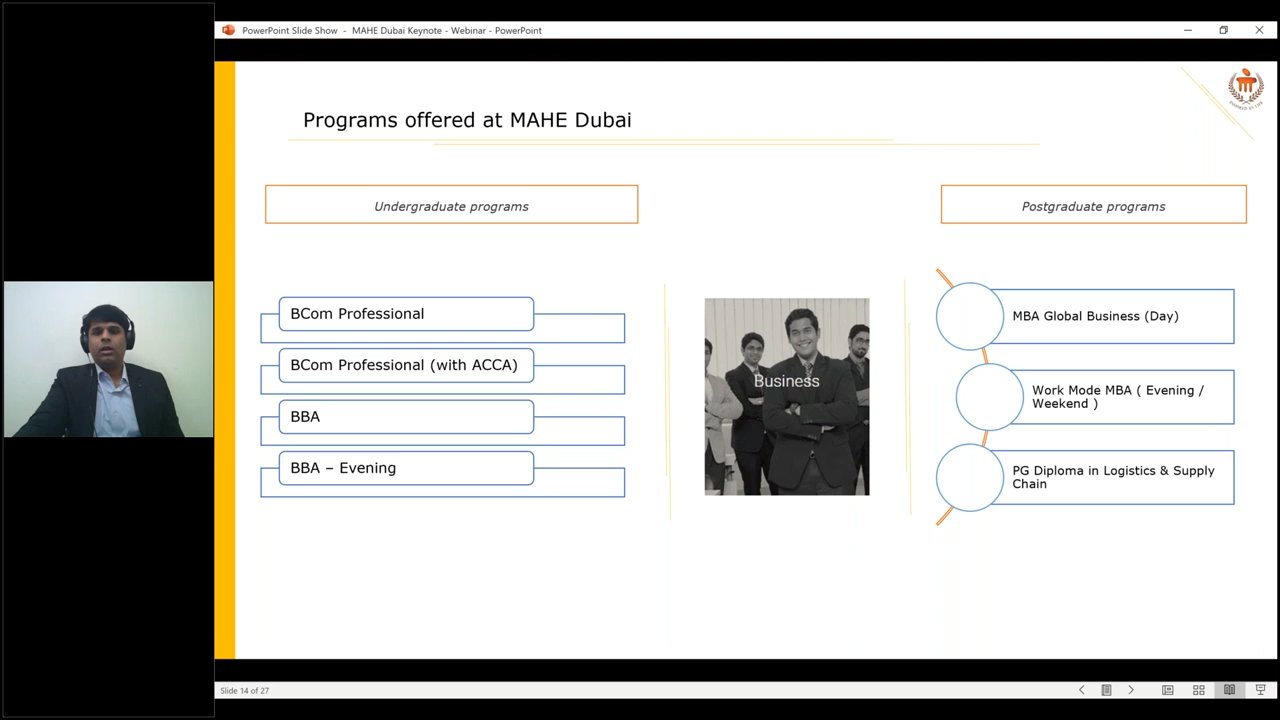 PowerPoint Slide Show - MAHE Dubai Keynote - Webinar - PowerPoint
Programs offered at MAHE Dubai
Undergraduate programs
BCom Professional
BCom Professional (with ACCA)
BBA
BBA – Evening
Business
Postgraduate programs
MBA Global Business (Day)
Work Mode MBA ( Evening /
Weekend )
PG Diploma in Logistics & Supply
Chain
Slide 14 of 27